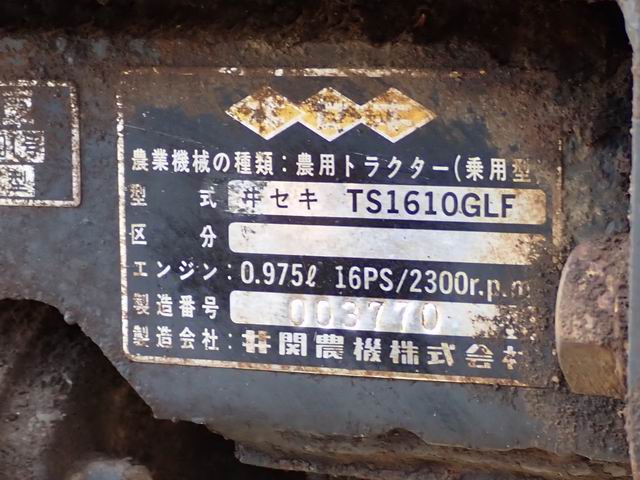 型
農業機械の種類：農用トラクター(乗用型
型 式 ヰセキ TS1610GLF
区 分
エンジン：0.975ℓ 16PS/2300r.p.m
製造番号 003770
製造会社：井関農機株式会社